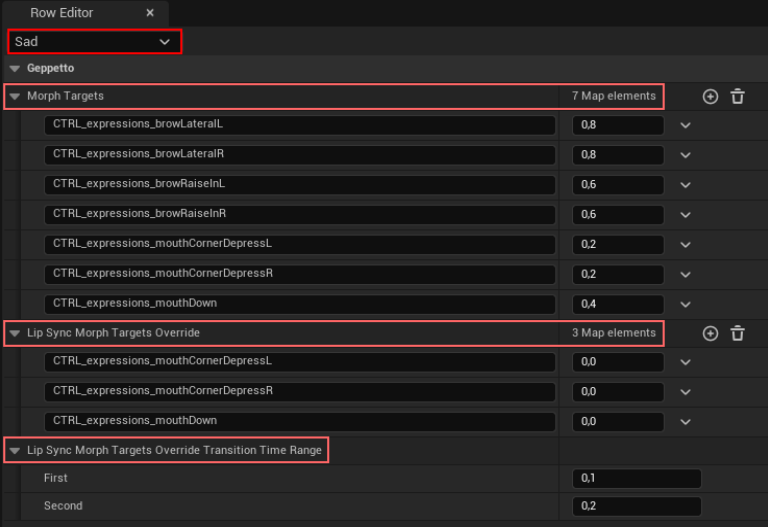 Row Editor ×
Sad
Geppetto
Morph Targets 7 Map elements
CTRL_expressions_browLateralL 0,8
CTRL_expressions_browLateralR 0,8
CTRL_expressions_browRaiseInL 0,6
CTRL_expressions_browRaiseInR 0,6
CTRL_expressions_mouthCornerDepressL 0,2
CTRL_expressions_mouthCornerDepressR 0,2
CTRL_expressions_mouthDown 0,4
Lip Sync Morph Targets Override 3 Map elements
CTRL_expressions_mouthCornerDepressL 0,0
CTRL_expressions_mouthCornerDepressR 0,0
CTRL_expressions_mouthDown 0,0
Lip Sync Morph Targets Override Transition Time Range
First 0,1
Second 0,2